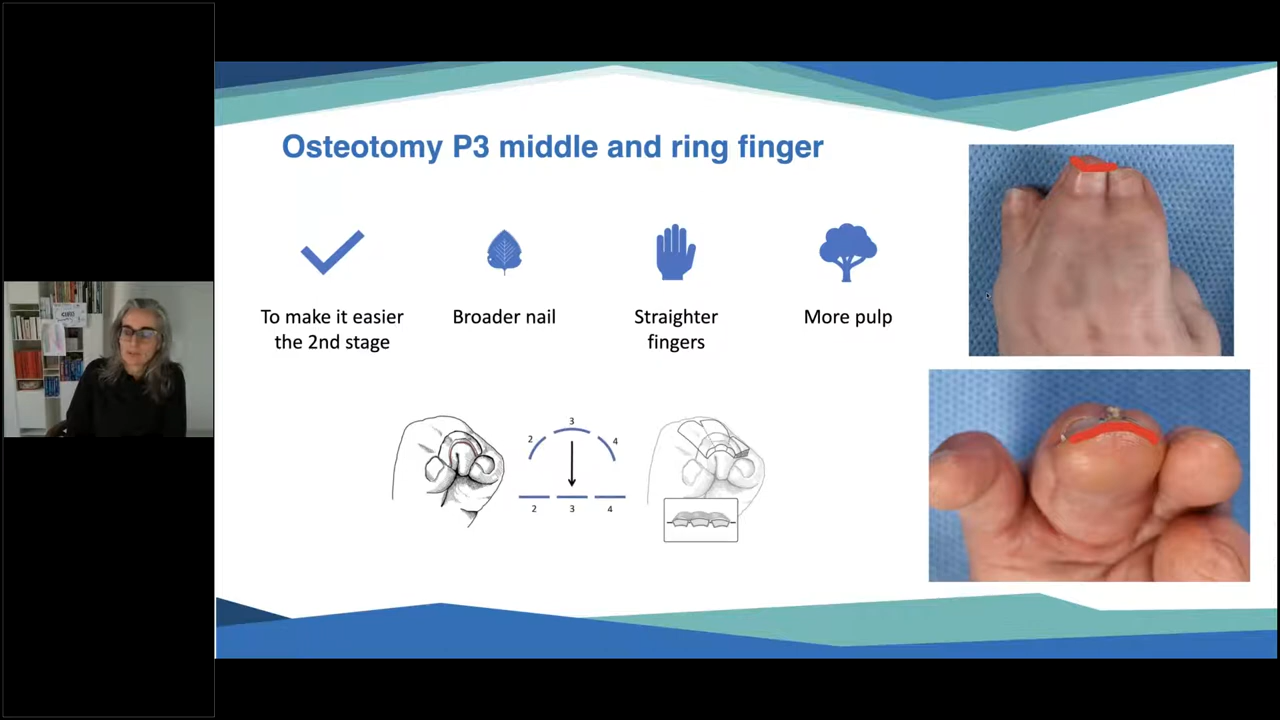 Osteotomy P3 middle and ring finger
To make it easier
the 2nd stage
Broader nail
Straighter
fingers
More pulp
3
2
4
2
3
4